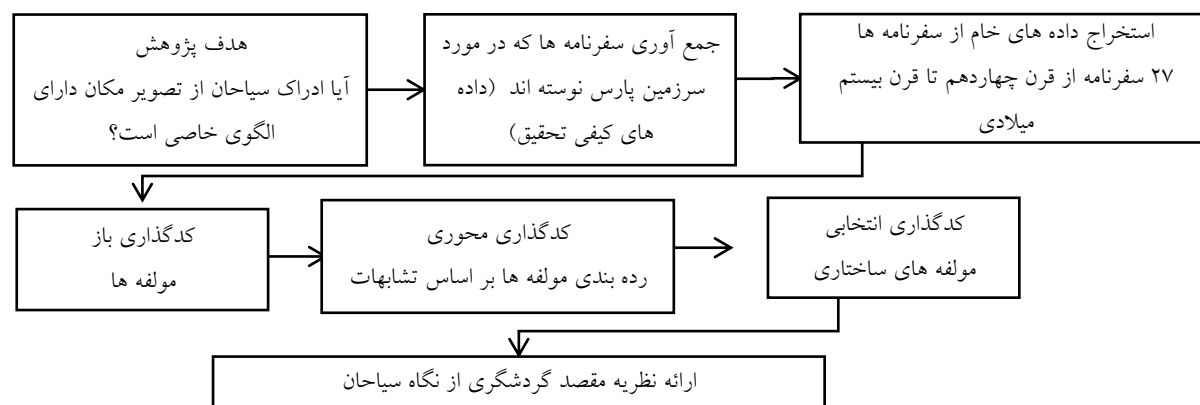 هدف پژوهش
آیا ادراک سیاحان از تصویر مکان دارای
الگوی خاصی است؟
جمع آوری سفرنامه ها که در مورد
سرزمین پارس نوسته اند (داده
های کیفی تحقیق)
استخراج داده های خام از سفرنامه ها
۲۷ سفرنامه از قرن چهاردهم تا قرن بیستم
میلادی
کدگذاری باز
مولفه ها
کدگذاری محوری
رده بندی مولفه ها بر اساس تشابهات
کدگذاری انتخابی
مولفه های ساختاری
ارائه نظریه مقصد گردشگری از نگاه سیاحان